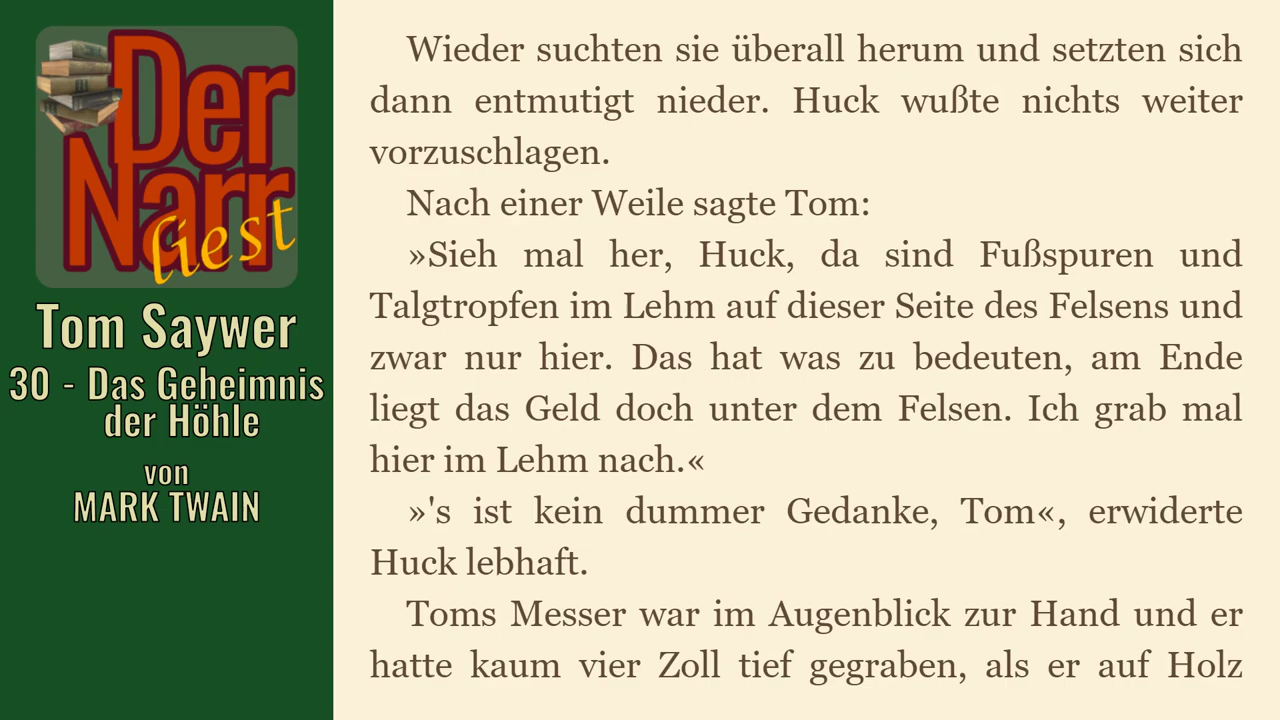 Der
Narr
liest
Tom Saywer
30 - Das Geheimnis
der Höhle
von
MARK TWAIN
Wieder suchten sie überall herum und setzten sich
dann entmutigt nieder. Huck wußte nichts weiter
vorzuschlagen.
Nach einer Weile sagte Tom:
»Sieh mal her, Huck, da sind Fußspuren und
Talgtropfen im Lehm auf dieser Seite des Felsens und
zwar nur hier. Das hat was zu bedeuten, am Ende
liegt das Geld doch unter dem Felsen. Ich grab mal
hier im Lehm nach.«
»'s ist kein dummer Gedanke, Tom«, erwiderte
Huck lebhaft.
Toms Messer war im Augenblick zur Hand und er
hatte kaum vier Zoll tief gegraben, als er auf Holz